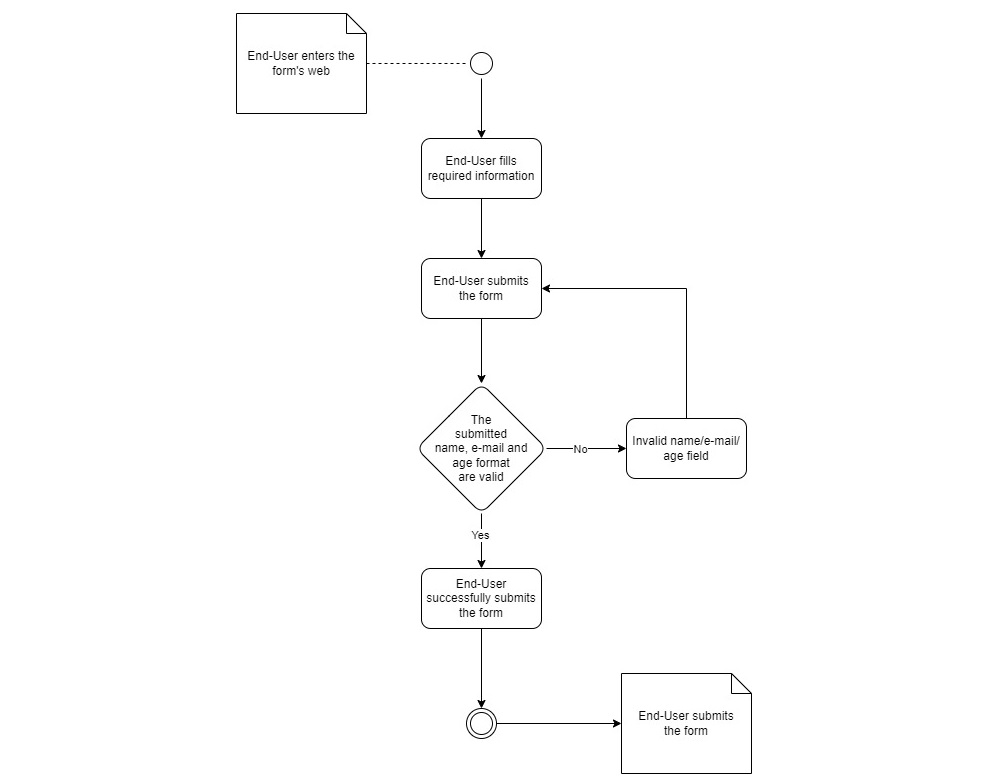 End-User enters the
form's web
End-User fills
required information
End-User submits
the form
The
submitted
name, e-mail and
age format
are valid
No
Invalid name/e-mail/
age field
Yes
End-User
successfully submits
the form
End-User submits
the form